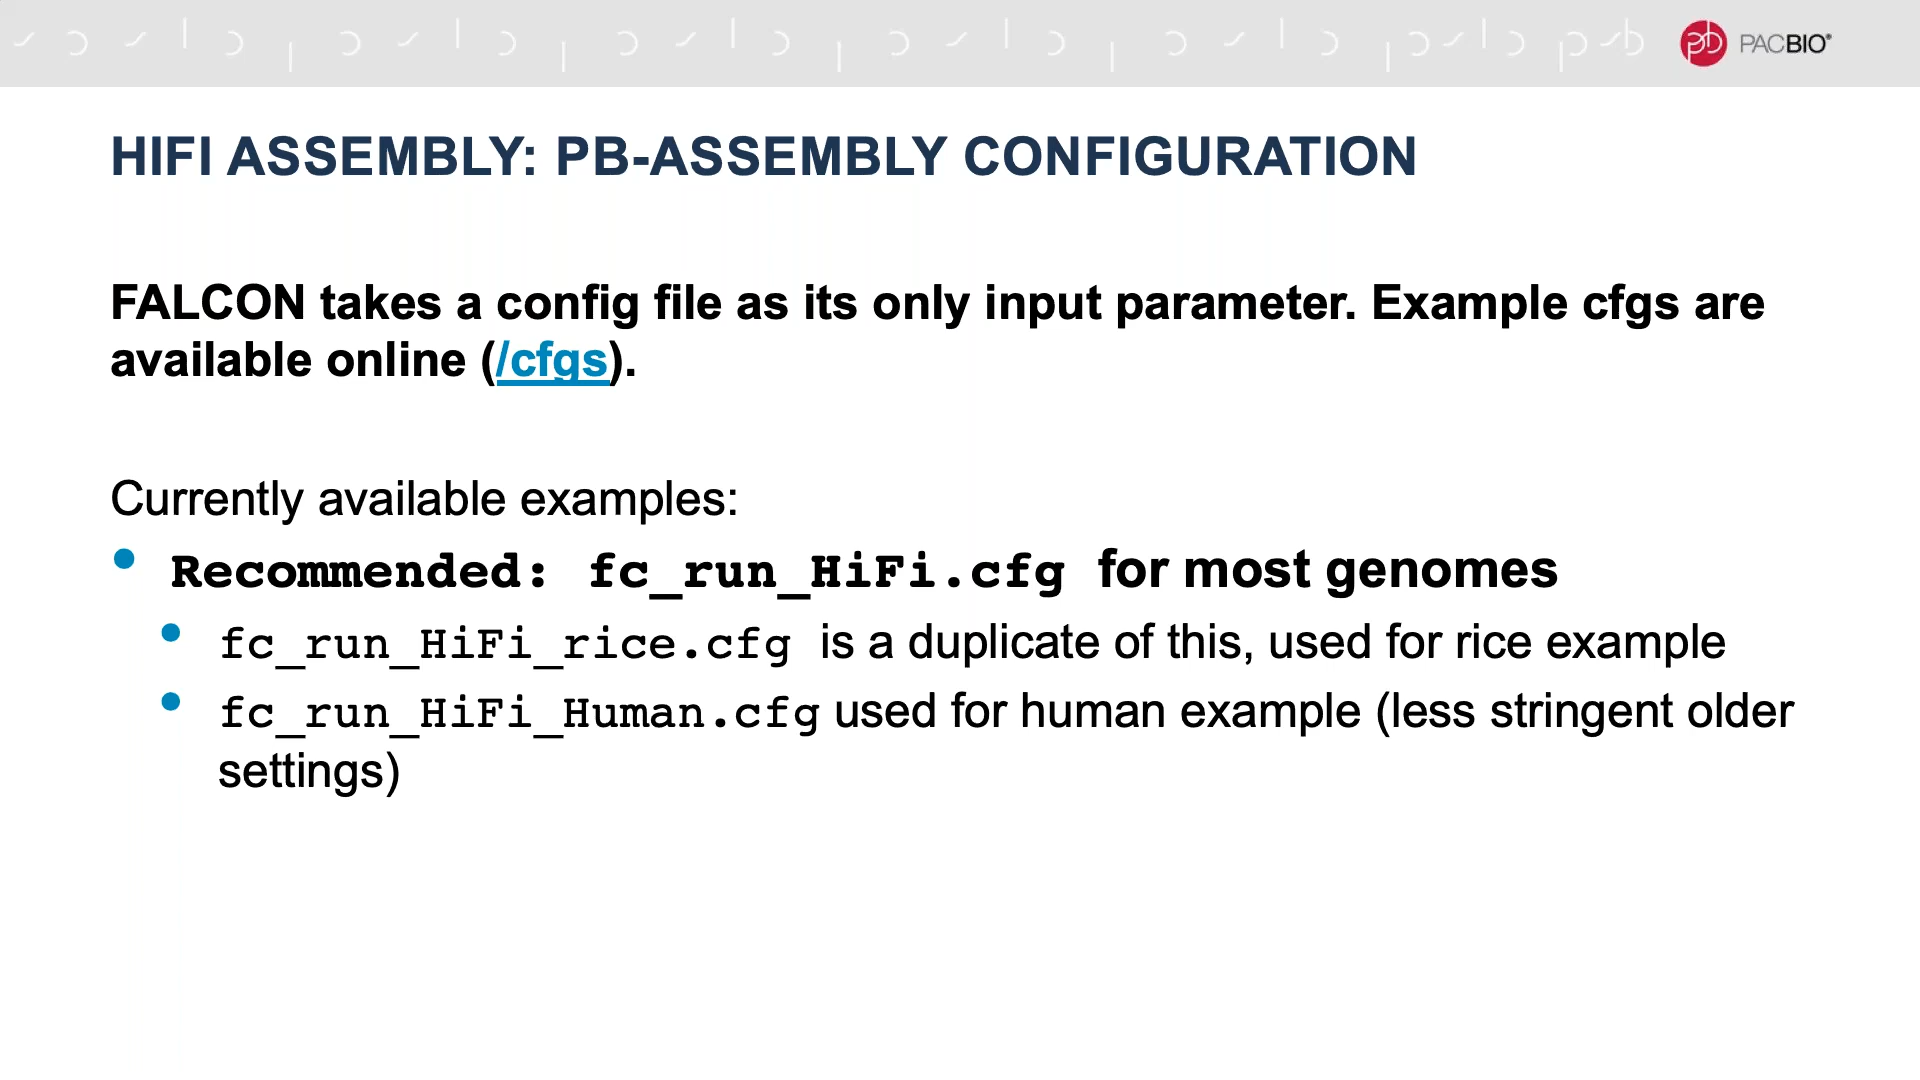 PACBIO®
HIFI ASSEMBLY: PB-ASSEMBLY CONFIGURATION
FALCON takes a config file as its only input parameter. Example cfgs are
available online (/cfgs).
Currently available examples:
• Recommended: fc_run_HiFi.cfg for most genomes
• fc_run_HiFi_rice.cfg is a duplicate of this, used for rice example
• fc_run_HiFi_Human.cfg used for human example (less stringent older
settings)